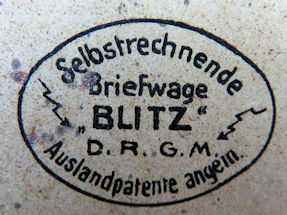 Selbstrechnende
Briefwage
„BLITZ“
D. R. G. M
Auslandpatente angem.